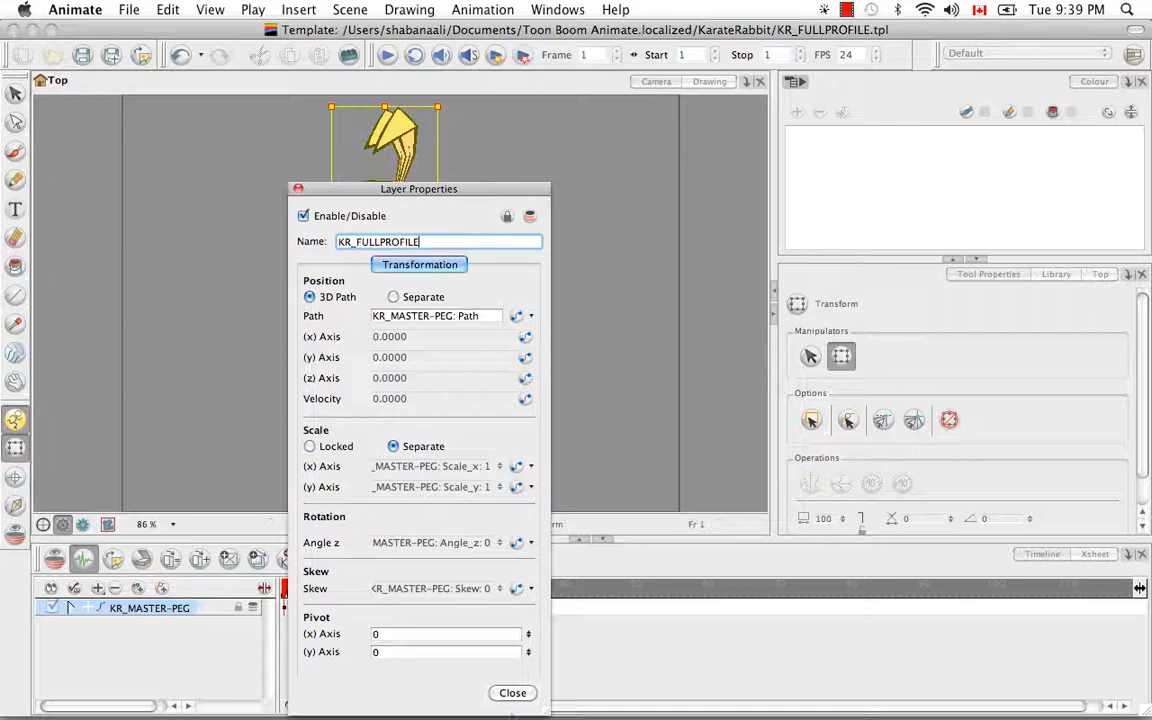 Animate File Edit View Play Insert Scene Drawing Animation Windows Help Tue 9:39 PM
Template: /Users/shabanaali/Documents/Toon Boom Animate.localized/KarateRabbit/KR_FULLPROFILE.tpl
Frame 1 Start 1 Stop 1 FPS 24 Default
Top Camera Drawing Colour
Layer Properties
Enable/Disable
Name: KR_FULLPROFILE
Transformation
Position
3D Path Separate
Path KR_MASTER-PEG: Path
(x) Axis 0.0000
(y) Axis 0.0000
(z) Axis 0.0000
Velocity 0.0000
Scale
Locked Separate
(x) Axis _MASTER-PEG: Scale_x: 1
(y) Axis _MASTER-PEG: Scale_y: 1
Rotation
Angle z MASTER-PEG: Angle_z: 0
Skew
Skew KR_MASTER-PEG: Skew: 0
Pivot
(x) Axis 0
(y) Axis 0
Close
Tool Properties Library Top
Transform
Manipulators
Options
Operations
100 0 0
86 % Fr 1
Timeline Xsheet
KR_MASTER-PEG